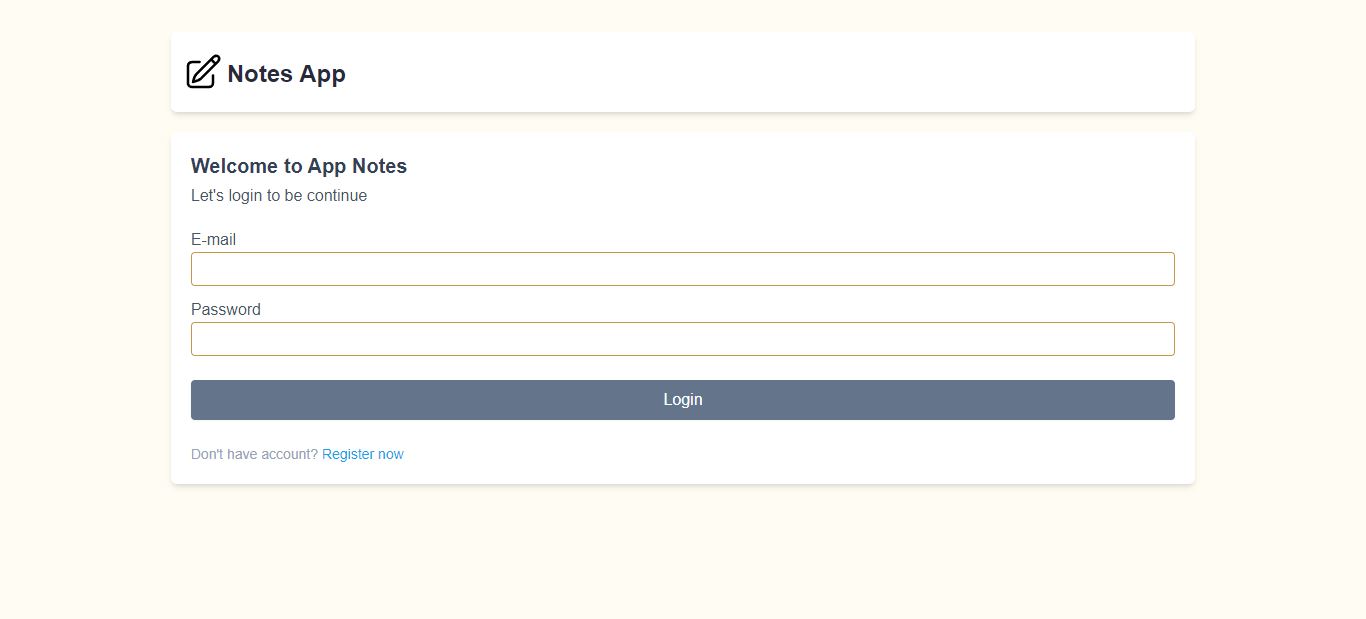 Notes App
Welcome to App Notes
Let's login to be continue
E-mail
Password
Login
Don't have account? Register now